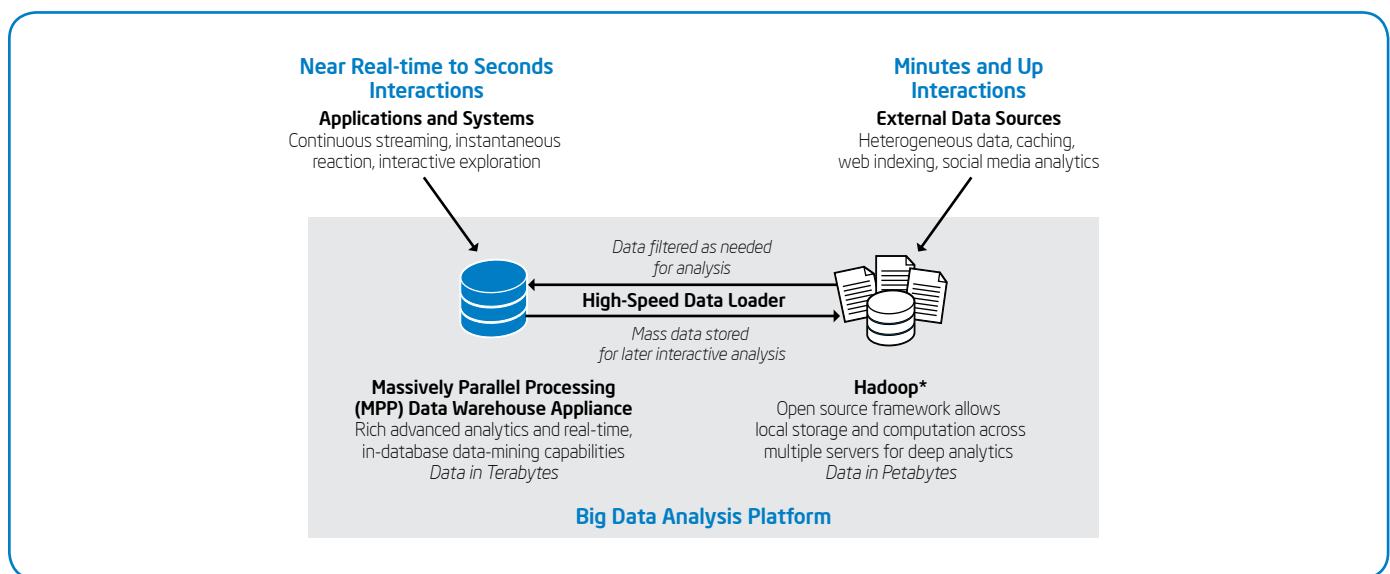 Near Real-time to Seconds
Interactions
Applications and Systems
Continuous streaming, instantaneous
reaction, interactive exploration
Minutes and Up
Interactions
External Data Sources
Heterogeneous data, caching,
web indexing, social media analytics
Data filtered as needed
for analysis
High-Speed Data Loader
Mass data stored
for later interactive analysis
Massively Parallel Processing
(MPP) Data Warehouse Appliance
Rich advanced analytics and real-time,
in-database data-mining capabilities
Data in Terabytes
Hadoop*
Open source framework allows
local storage and computation across
multiple servers for deep analytics
Data in Petabytes
Big Data Analysis Platform